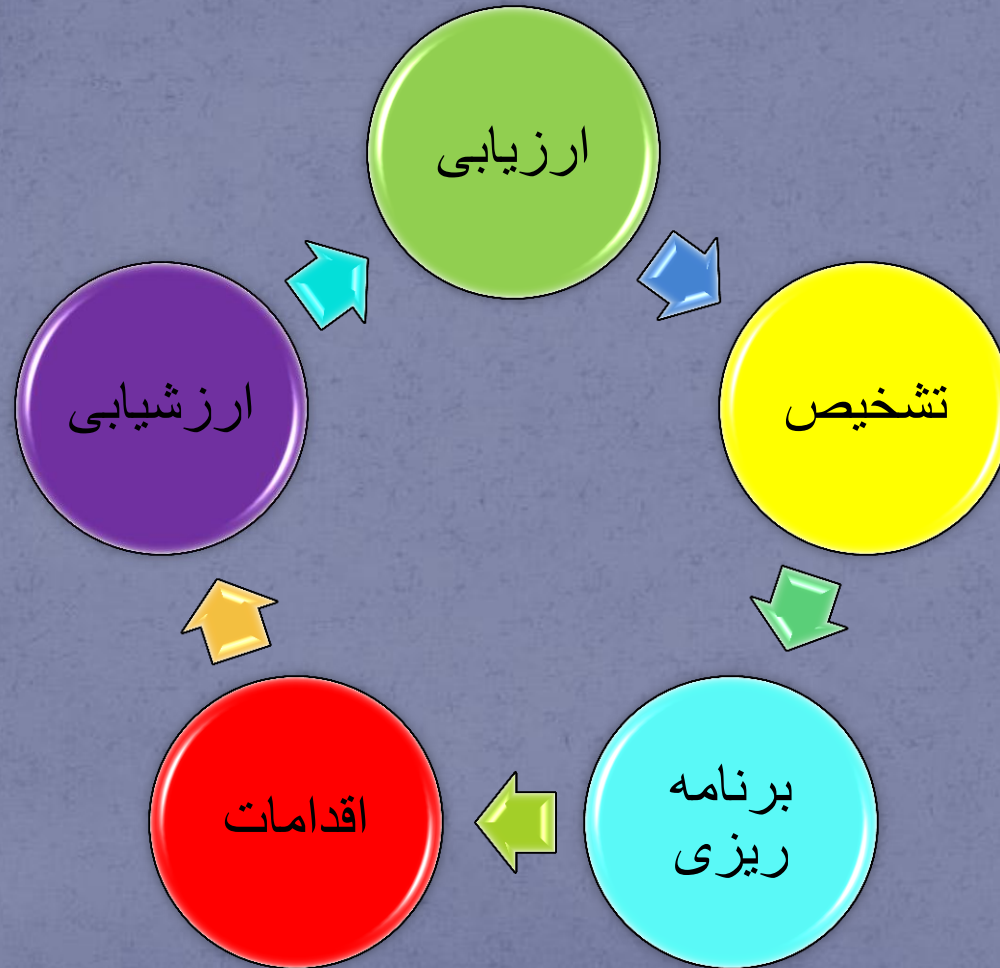 ارزیابی
تشخیص
برنامه
ریزی
اقدامات
ارزشیابی